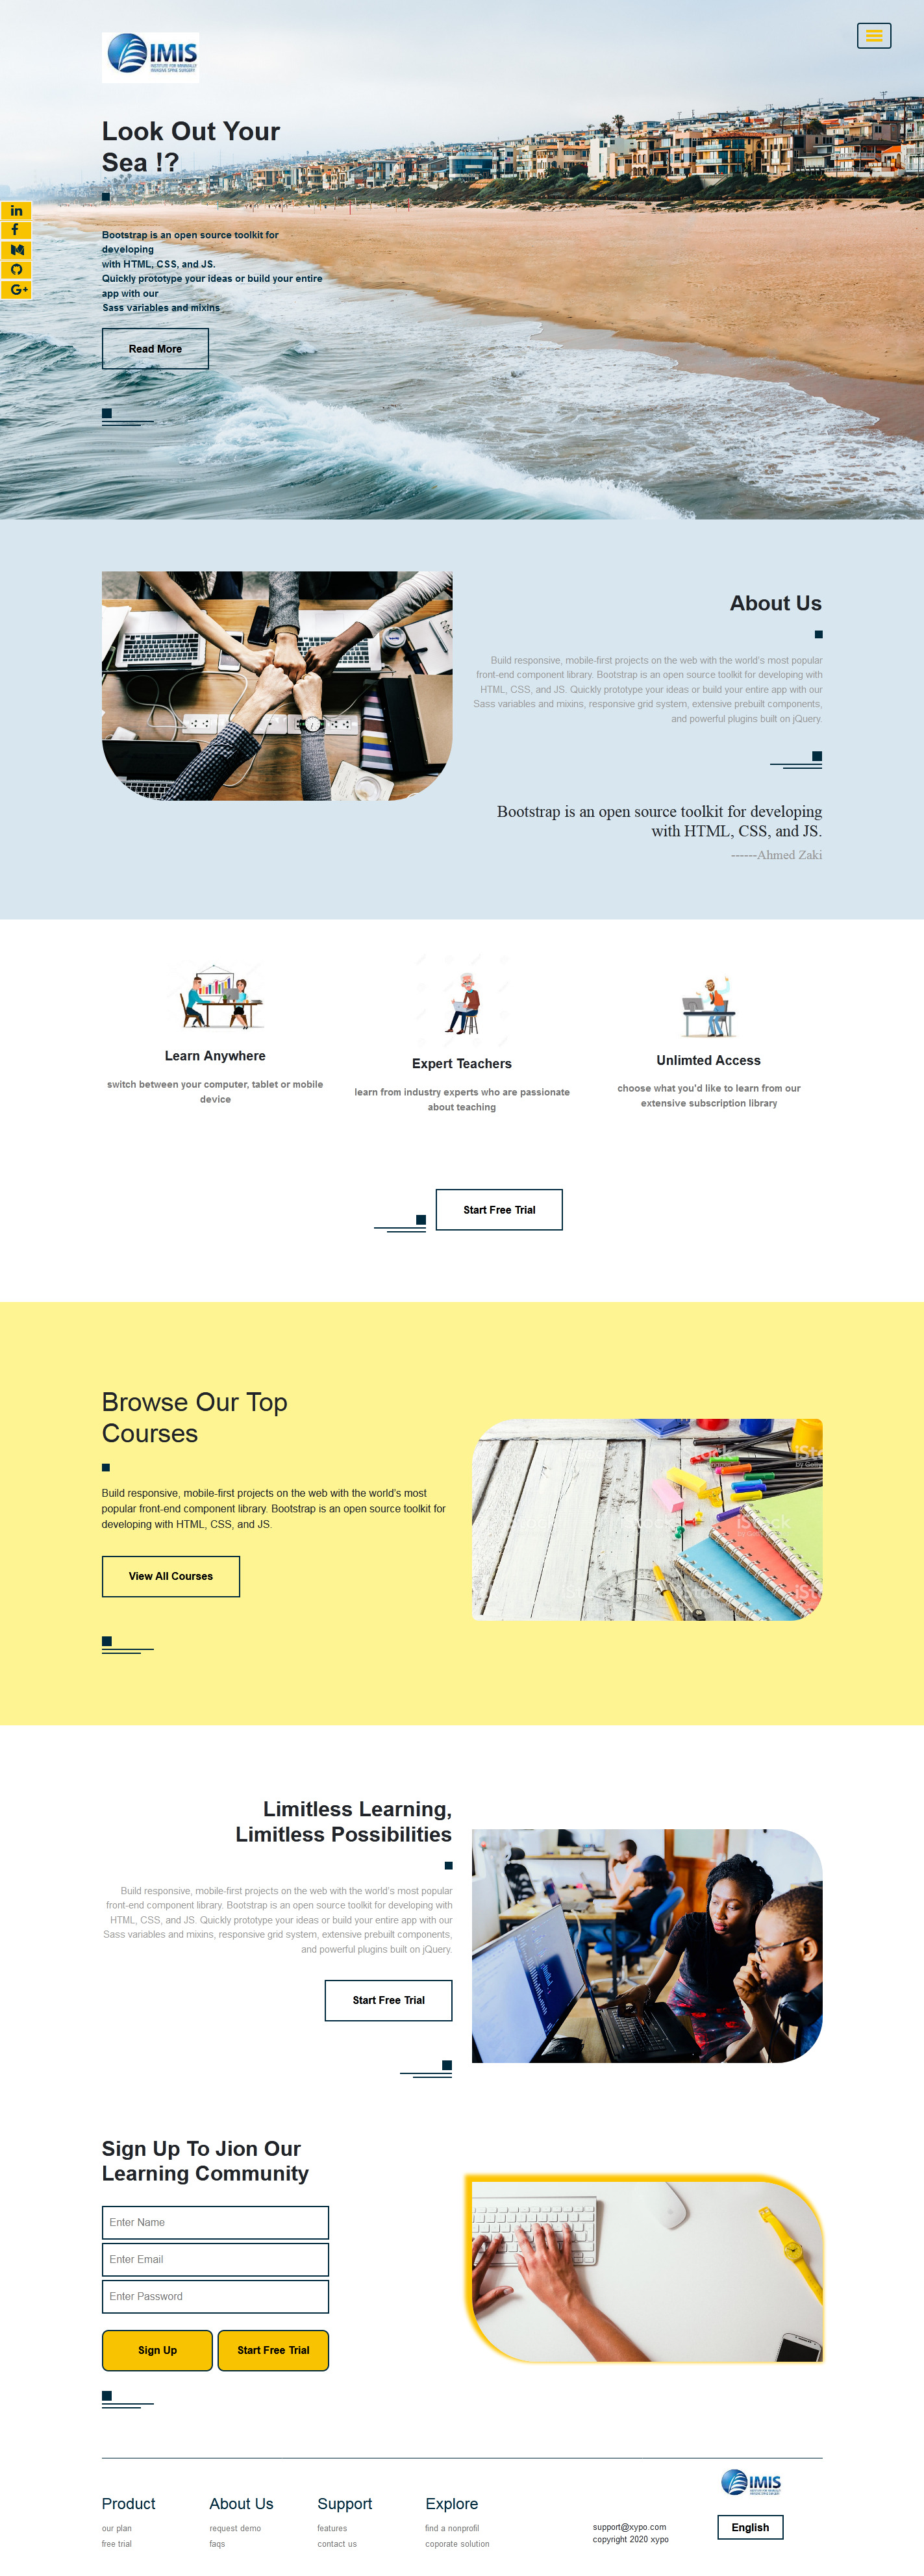 IMIS
INSTITUTE FOR MINIMALLY
INVASIVE SPINE SURGERY
Look Out Your
Sea !?
Bootstrap is an open source toolkit for
developing
with HTML, CSS, and JS.
Quickly prototype your ideas or build your entire
app with our
Sass variables and mixins
Read More
About Us
Build responsive, mobile-first projects on the web with the world's most popular
front-end component library. Bootstrap is an open source toolkit for developing with
HTML, CSS, and JS. Quickly prototype your ideas or build your entire app with our
Sass variables and mixins, responsive grid system, extensive prebuilt components,
and powerful plugins built on jQuery.
Bootstrap is an open source toolkit for developing
with HTML, CSS, and JS.
------Ahmed Zaki
Learn Anywhere
switch between your computer, tablet or mobile
device
Expert Teachers
learn from industry experts who are passionate
about teaching
Unlimted Access
choose what you'd like to learn from our
extensive subscription library
Start Free Trial
Browse Our Top
Courses
Build responsive, mobile-first projects on the web with the world's most
popular front-end component library. Bootstrap is an open source toolkit for
developing with HTML, CSS, and JS.
View All Courses
iStock
Limitless Learning,
Limitless Possibilities
Build responsive, mobile-first projects on the web with the world's most popular
front-end component library. Bootstrap is an open source toolkit for developing with
HTML, CSS, and JS. Quickly prototype your ideas or build your entire app with our
Sass variables and mixins, responsive grid system, extensive prebuilt components,
and powerful plugins built on jQuery.
Start Free Trial
Sign Up To Jion Our
Learning Community
Enter Name
Enter Email
Enter Password
Sign Up
Start Free Trial
IMIS
Product
our plan
free trial
About Us
request demo
faqs
Support
features
contact us
Explore
find a nonprofil
coporate solution
support@xypo.com
copyright 2020 xypo
English